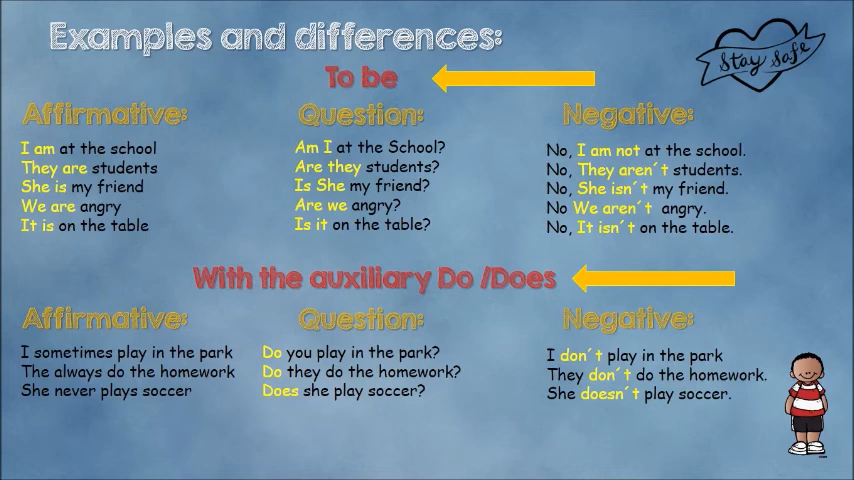 Examples and differences:
Stay Safe
To be
Affirmative:
I am at the school
They are students
She is my friend
We are angry
It is on the table
Question:
Am I at the School?
Are they students?
Is She my friend?
Are we angry?
Is it on the table?
Negative:
No, I am not at the school.
No, They aren´t students.
No, She isn´t my friend.
No We aren´t  angry.
No, It isn´t on the table.
With the auxiliary Do /Does
Affirmative:
I sometimes play in the park
The always do the homework
She never plays soccer
Question:
Do you play in the park?
Do they do the homework?
Does she play soccer?
Negative:
I don´t play in the park
They don´t do the homework.
She doesn´t play soccer.